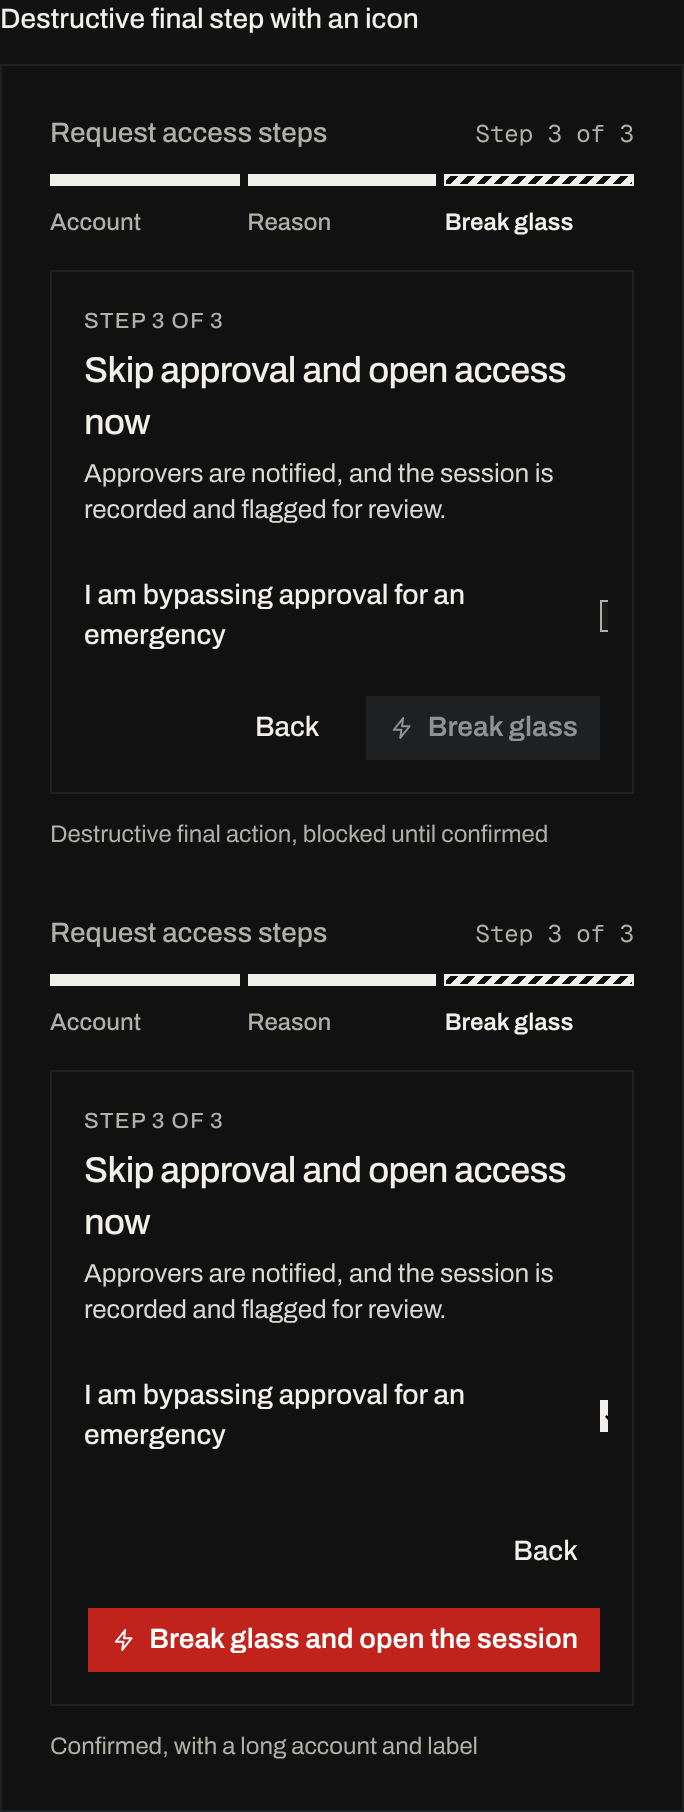 Destructive final step with an icon
Request access steps
Step 3 of 3
Account
Reason
Break glass
STEP 3 OF 3
Skip approval and open access
now
Approvers are notified, and the session is
recorded and flagged for review.
I am bypassing approval for an
emergency
Back
Break glass
Destructive final action, blocked until confirmed
Request access steps
Step 3 of 3
Account
Reason
Break glass
STEP 3 OF 3
Skip approval and open access
now
Approvers are notified, and the session is
recorded and flagged for review.
I am bypassing approval for an
emergency
Back
Break glass and open the session
Confirmed, with a long account and label